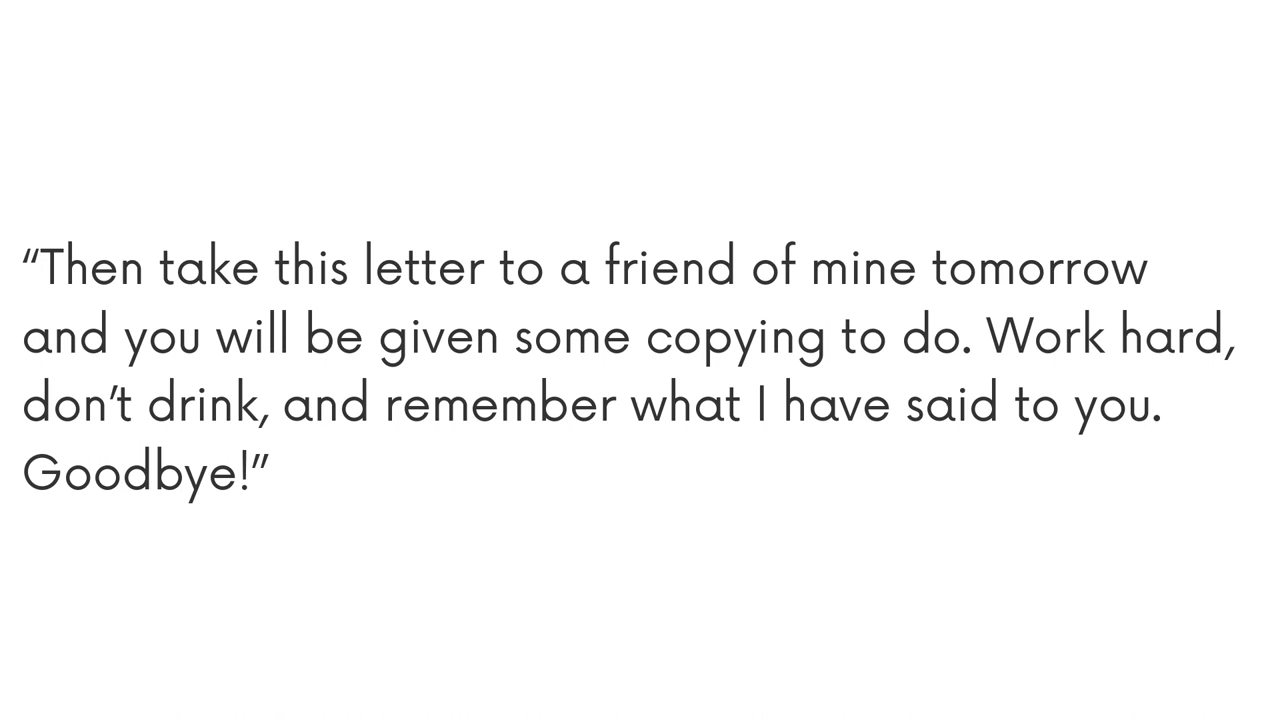 “Then take this letter to a friend of mine tomorrow
and you will be given some copying to do. Work hard,
don’t drink, and remember what I have said to you.
Goodbye!”